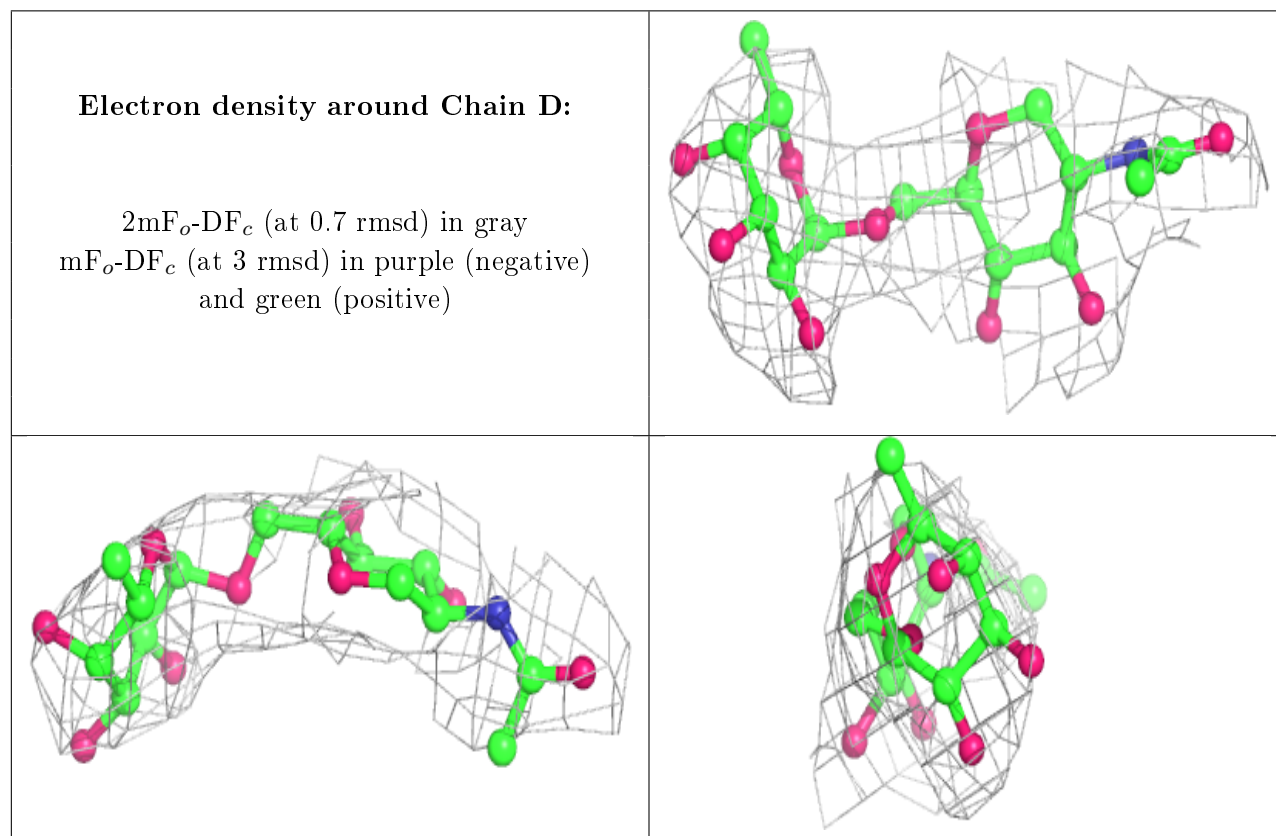 Electron density around Chain D:
2mFo-DFc (at 0.7 rmsd) in gray
mFo-DFc (at 3 rmsd) in purple (negative)
and green (positive)